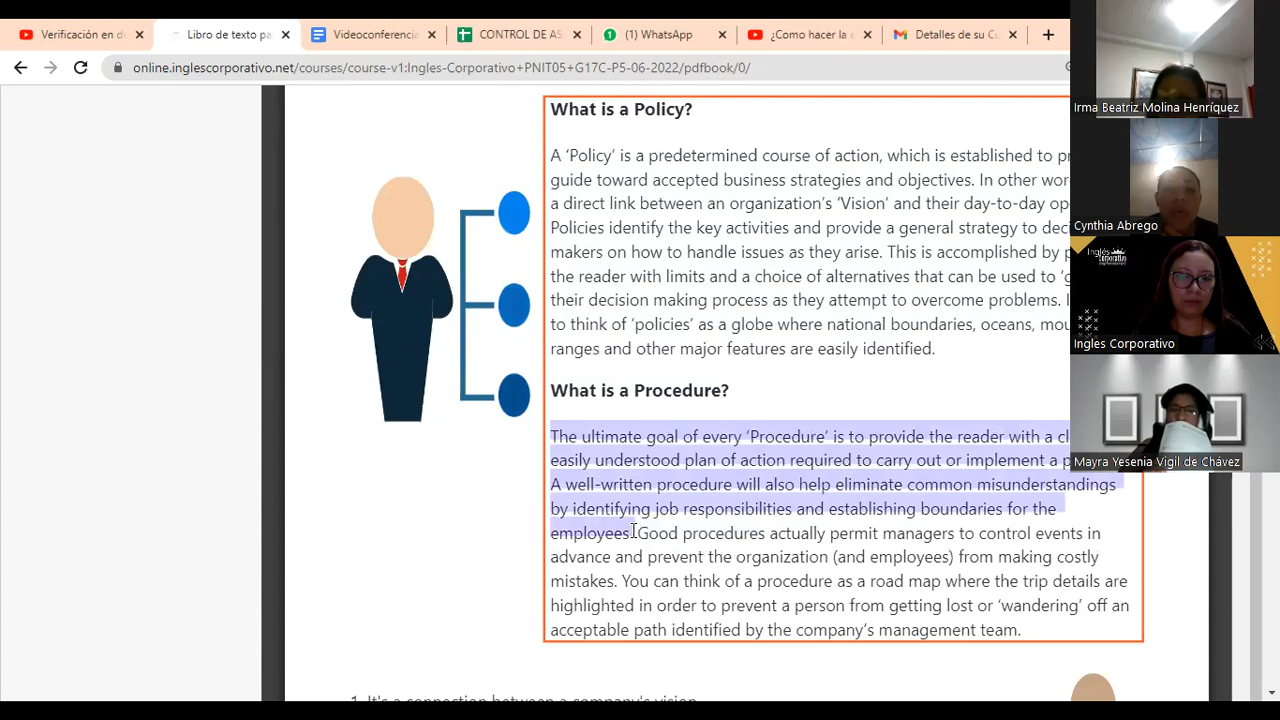 Verificación en d
Libro de texto pa
Videoconferencia
CONTROL DE AS
(1) WhatsApp
¿Como hacer la e
Detalles de su C
online.inglescorporativo.net/courses/course-v1:Ingles-Corporativo+PNIT05+G17C-P5-06-2022/pdfbook/0/
What is a Policy?
A ‘Policy’ is a predetermined course of action, which is established to
guide toward accepted business strategies and objectives. In other
a direct link between an organization’s ‘Vision’ and their day-to-day
Policies identify the key activities and provide a general strategy to
makers on how to handle issues as they arise. This is accomplished by
the reader with limits and a choice of alternatives that can be used to
their decision making process as they attempt to overcome problems.
to think of ‘policies’ as a globe where national boundaries, oceans,
ranges and other major features are easily identified.
What is a Procedure?
The ultimate goal of every ‘Procedure’ is to provide the reader with a
easily understood plan of action required to carry out or implement a
A well-written procedure will also help eliminate common misunderstandings
by identifying job responsibilities and establishing boundaries for the
employees. Good procedures actually permit managers to control events in
advance and prevent the organization (and employees) from making costly
mistakes. You can think of a procedure as a road map where the trip details are
highlighted in order to prevent a person from getting lost or ‘wandering’ off an
acceptable path identified by the company’s management team.
1. It's a connection between a company's vision
Irma Beatriz Molina Henríquez
Cynthia Abrego
Inglés
Corporativo
Ingles Corporativo
Mayra Yesenia Vigil de Chávez